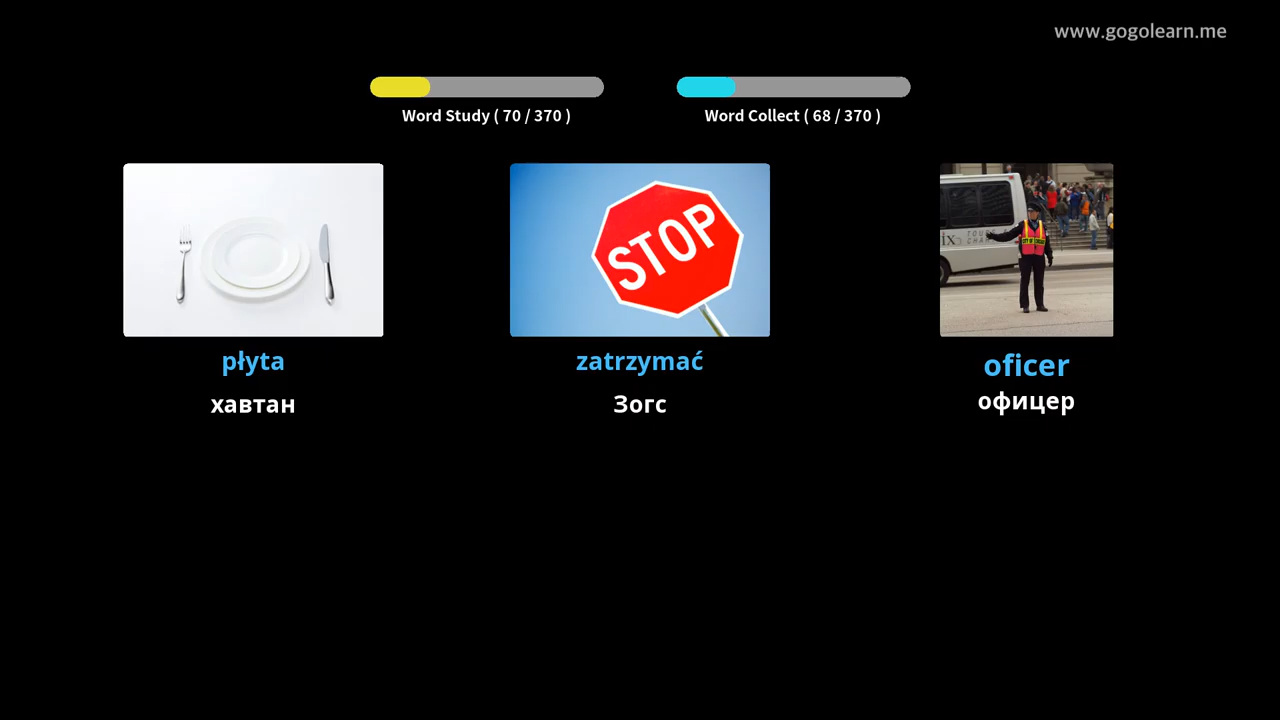 www.gogolearn.me
Word Study ( 70 / 370 )
Word Collect ( 68 / 370 )
STOP
płyta
zatrzymać
oficer
хавтан
Зогс
офицер